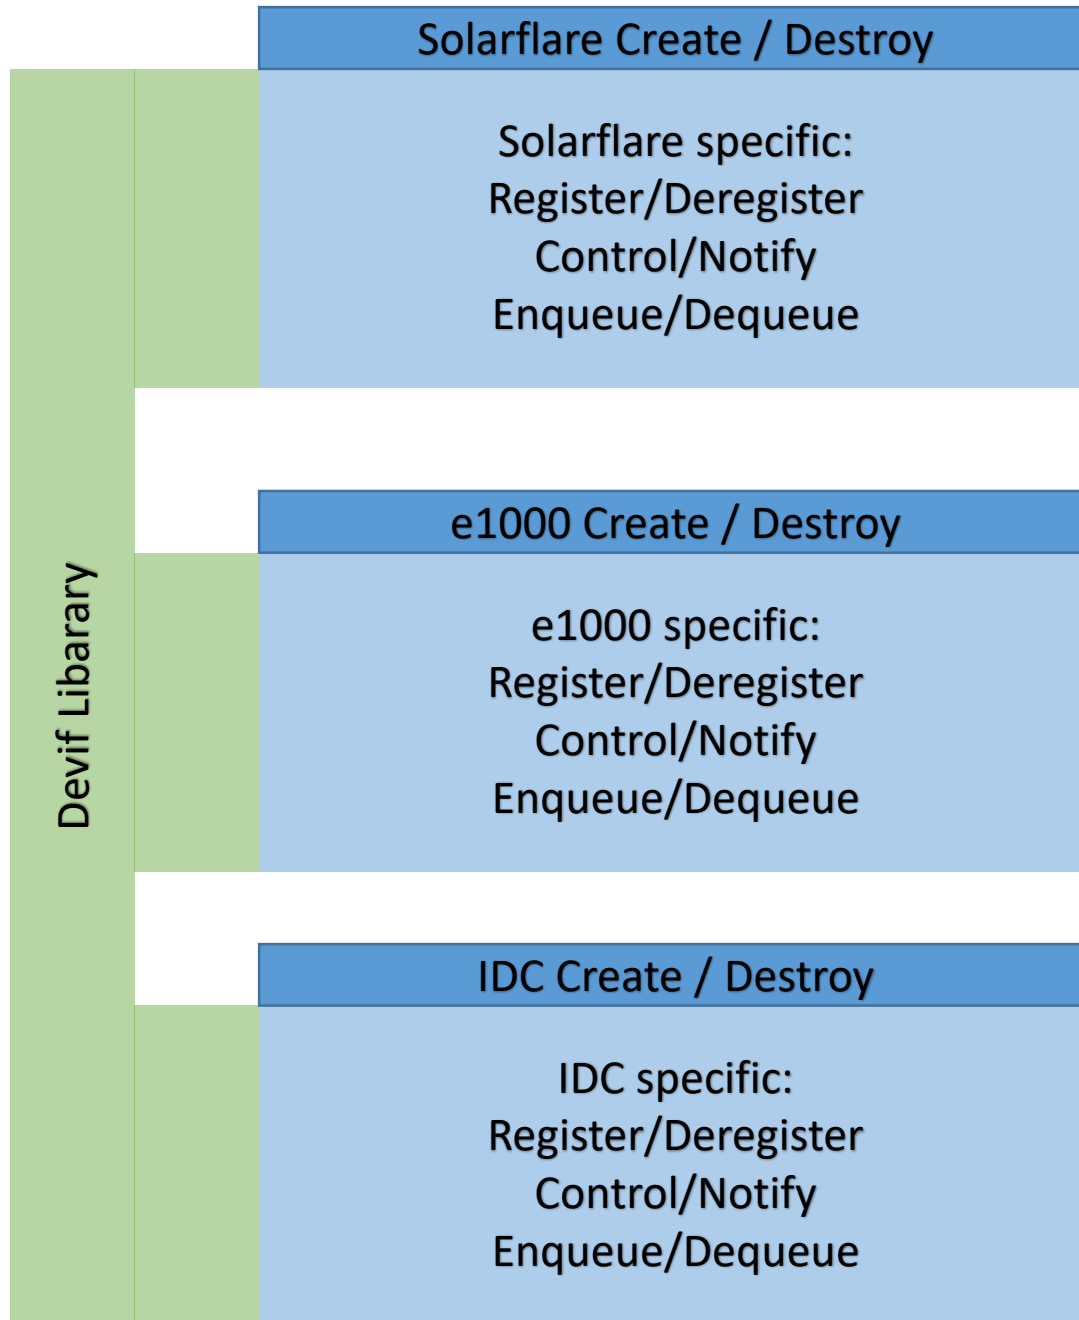 Solarflare Create / Destroy
Solarflare specific:
Register/Deregister
Control/Notify
Enqueue/Dequeue
Devif Libarary
e1000 Create / Destroy
e1000 specific:
Register/Deregister
Control/Notify
Enqueue/Dequeue
IDC Create / Destroy
IDC specific:
Register/Deregister
Control/Notify
Enqueue/Dequeue